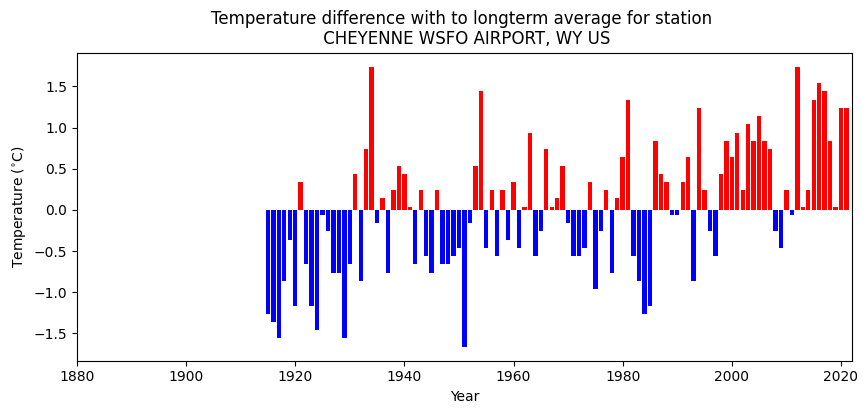 Temperature difference with to longterm average for station
CHEYENNE WSFO AIRPORT, WY US
Temperature (°C)
1.5
1.0
0.5
0.0
−0.5
−1.0
−1.5
1880 1900 1920 1940 1960 1980 2000 2020
Year